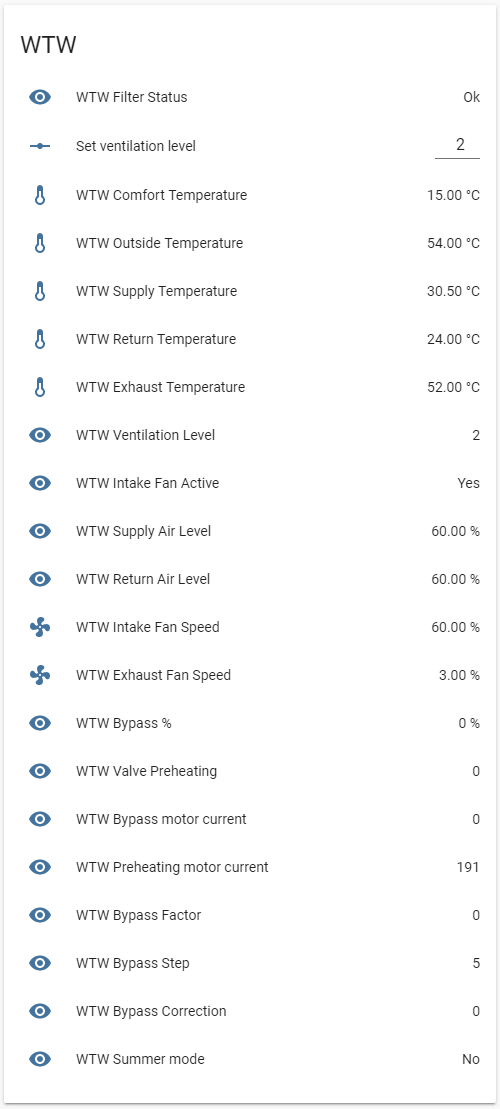 WTW
WTW Filter Status Ok
Set ventilation level 2
WTW Comfort Temperature 15.00 °C
WTW Outside Temperature 54.00 °C
WTW Supply Temperature 30.50 °C
WTW Return Temperature 24.00 °C
WTW Exhaust Temperature 52.00 °C
WTW Ventilation Level 2
WTW Intake Fan Active Yes
WTW Supply Air Level 60.00 %
WTW Return Air Level 60.00 %
WTW Intake Fan Speed 60.00 %
WTW Exhaust Fan Speed 3.00 %
WTW Bypass % 0 %
WTW Valve Preheating 0
WTW Bypass motor current 0
WTW Preheating motor current 191
WTW Bypass Factor 0
WTW Bypass Step 5
WTW Bypass Correction 0
WTW Summer mode No